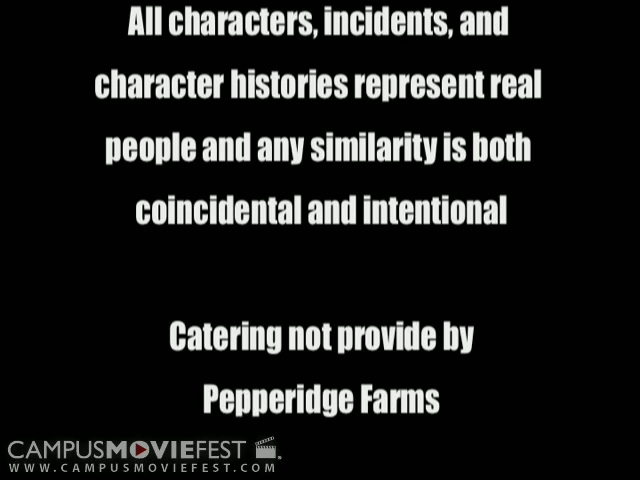 All characters, incidents, and
character histories represent real
people and any similarity is both
coincidental and intentional
Catering not provide by
Pepperidge Farms
CAMPUSMOVIEFEST
WWW.CAMPUSMOVIEFEST.COM